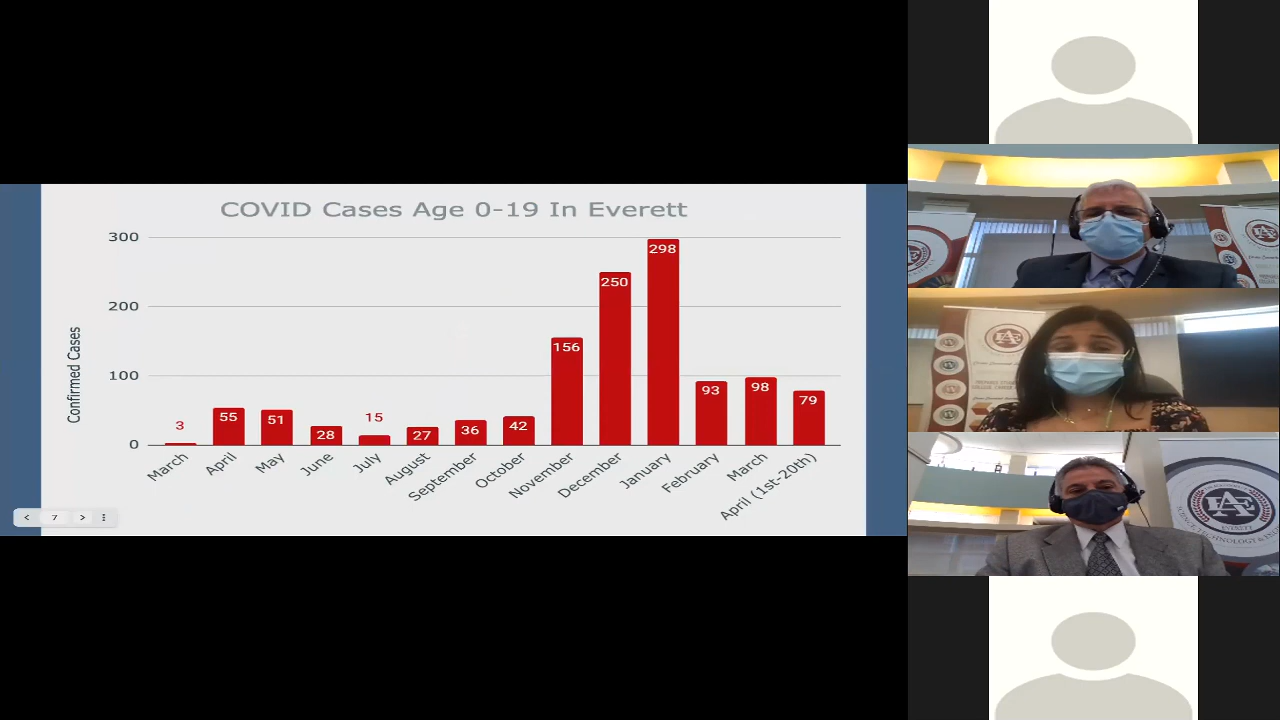 COVID Cases Age 0-19 In Everett
Confirmed Cases
300
200
100
0
3
55
51
28
15
27
36
42
156
250
298
93
98
79
March
April
May
June
July
August
September
October
November
December
January
February
March
April (1st-20th)
< 7 >